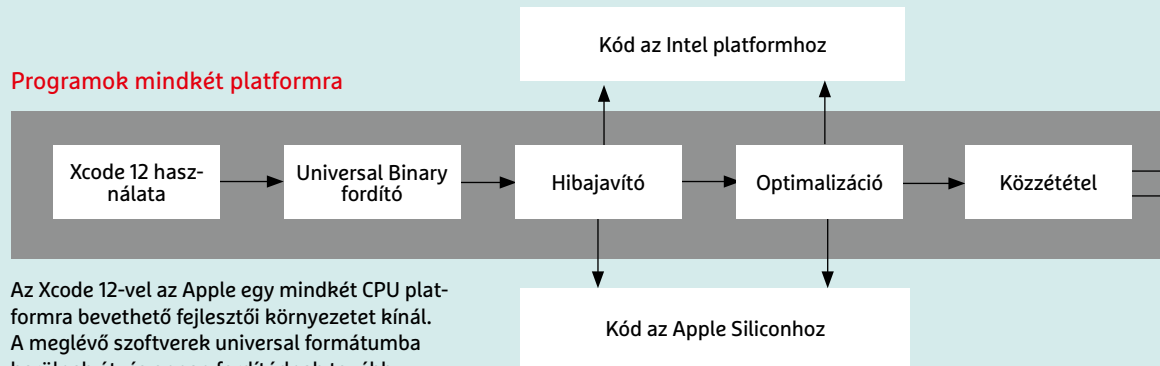 Kód az Intel platformhoz
Programok mindkét platformra
Xcode 12 hasz-
nálata
Universal Binary
fordító
Hibajavító
Optimalizáció
Közzététel
Az Xcode 12-vel az Apple egy mindkét CPU plat-
formra bevethető fejlesztői környezetet kínál.
A meglévő szoftverek universal formátumba
Kód az Apple Siliconhoz